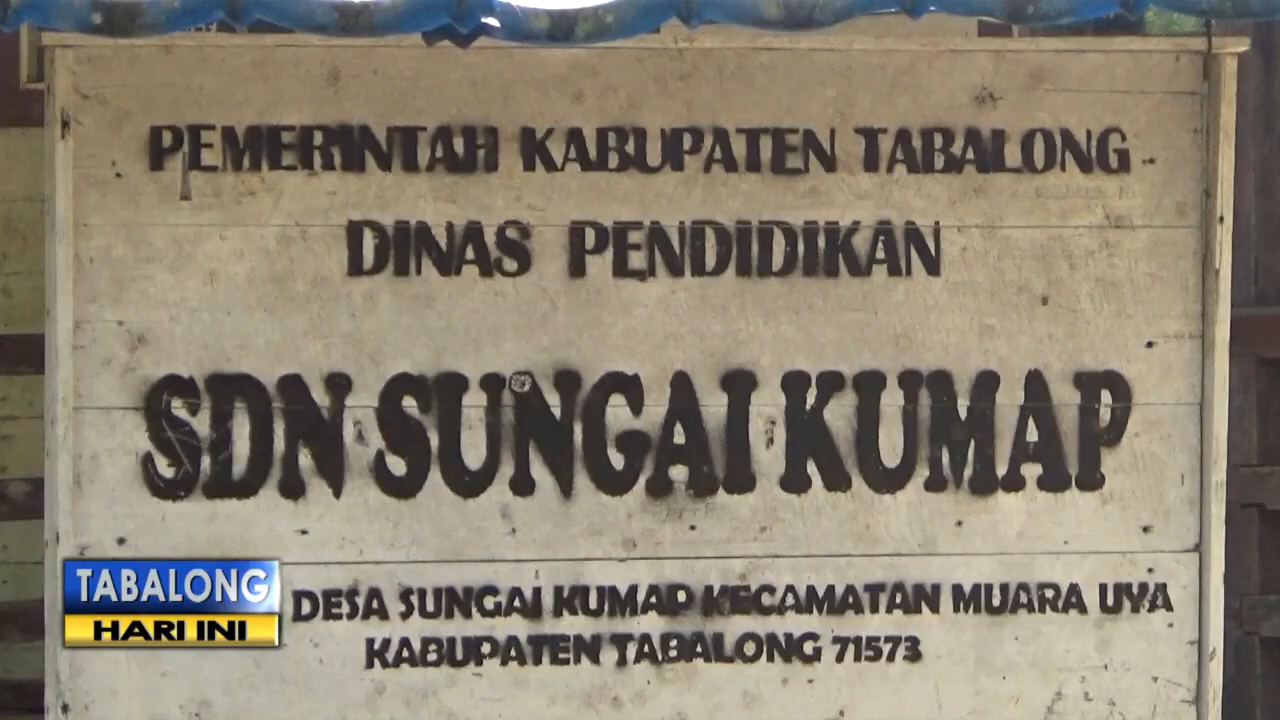 PEMERINTAH KABUPATEN TABALONG
DINAS PENDIDIKAN
SDN SUNGAI KUMAP
DESA SUNGAI KUMAP KECAMATAN MUARA UYA
KABUPATEN TABALONG 71573
TABALONG
HARI INI